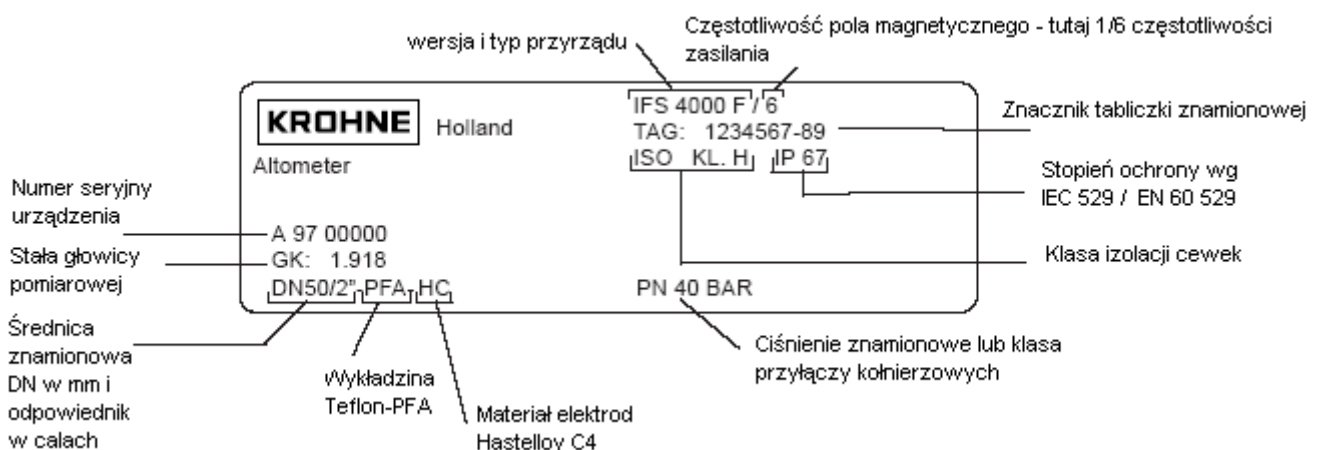 wersja i typ przyrządu
Częstotliwość pola magnetycznego - tutaj 1/6 częstotliwości
zasilania
KROHNE Holland
Altometer
IFS 4000 F / 6
TAG: 1234567-89
ISO KL. H IP 67
A 97 00000
GK: 1.918
DN50/2"-PFA-HC
PN 40 BAR
Znacznik tabliczki znamionowej
Stopień ochrony wg
IEC 529 / EN 60 529
Klasa izolacji cewek
Numer seryjny
urządzenia
Stała głowicy
pomiarowej
Średnica
znamionowa
DN w mm i
odpowiednik
w calach
Wykładzina
Teflon-PFA
Materiał elektrod
Hastelloy C4
Ciśnienie znamionowe lub klasa
przyłączy kołnierzowych